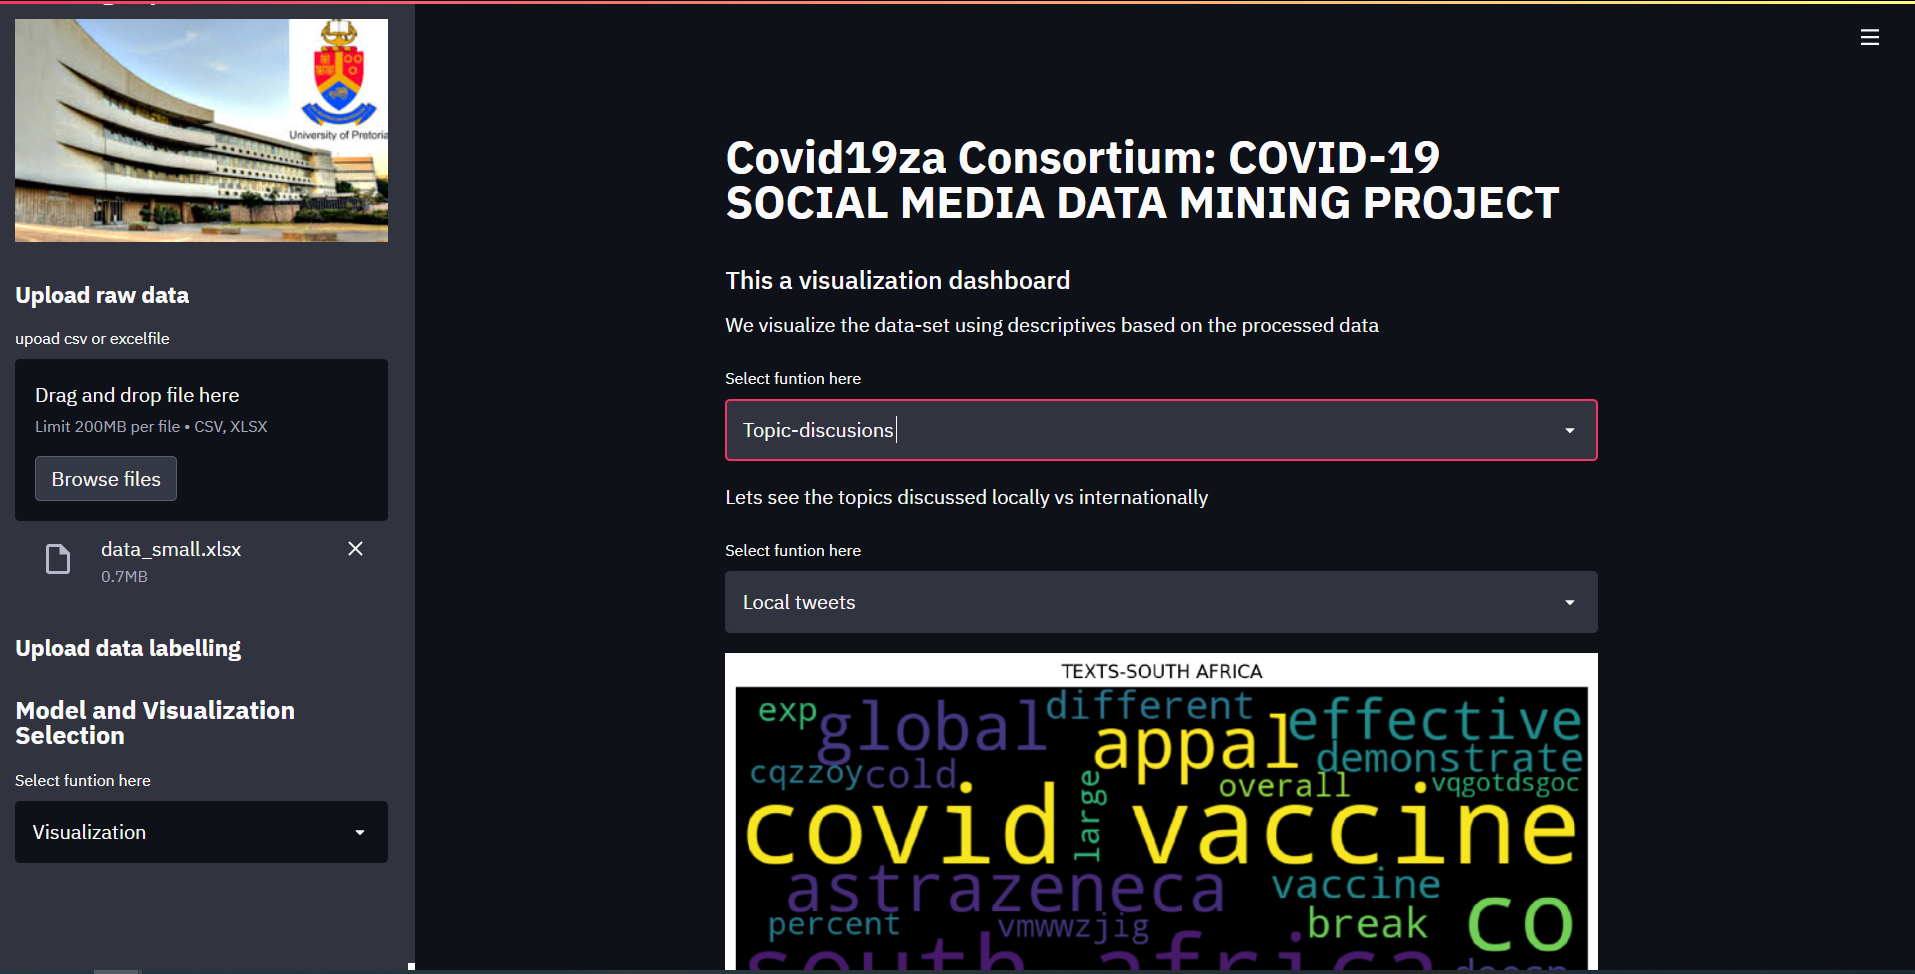 University of Pretoria
Upload raw data
upoad csv or excelfile
Drag and drop file here
Limit 200MB per file • CSV, XLSX
Browse files
data_small.xlsx
0.7MB
Upload data labelling
Model and Visualization
Selection
Select funtion here
Visualization
Covid19za Consortium: COVID-19
SOCIAL MEDIA DATA MINING PROJECT
This a visualization dashboard
We visualize the data-set using descriptives based on the processed data
Select funtion here
Topic-discusions
Lets see the topics discussed locally vs internationally
Select funtion here
Local tweets
TEXTS-SOUTH AFRICA
exp
global
different
effective
appal
demonstrate
cqzzoy
cold
large
overall
vqgotdsgoc
covid vaccine
astrazeneca
vaccine
percent
vmwwzjig
break
co
south africa